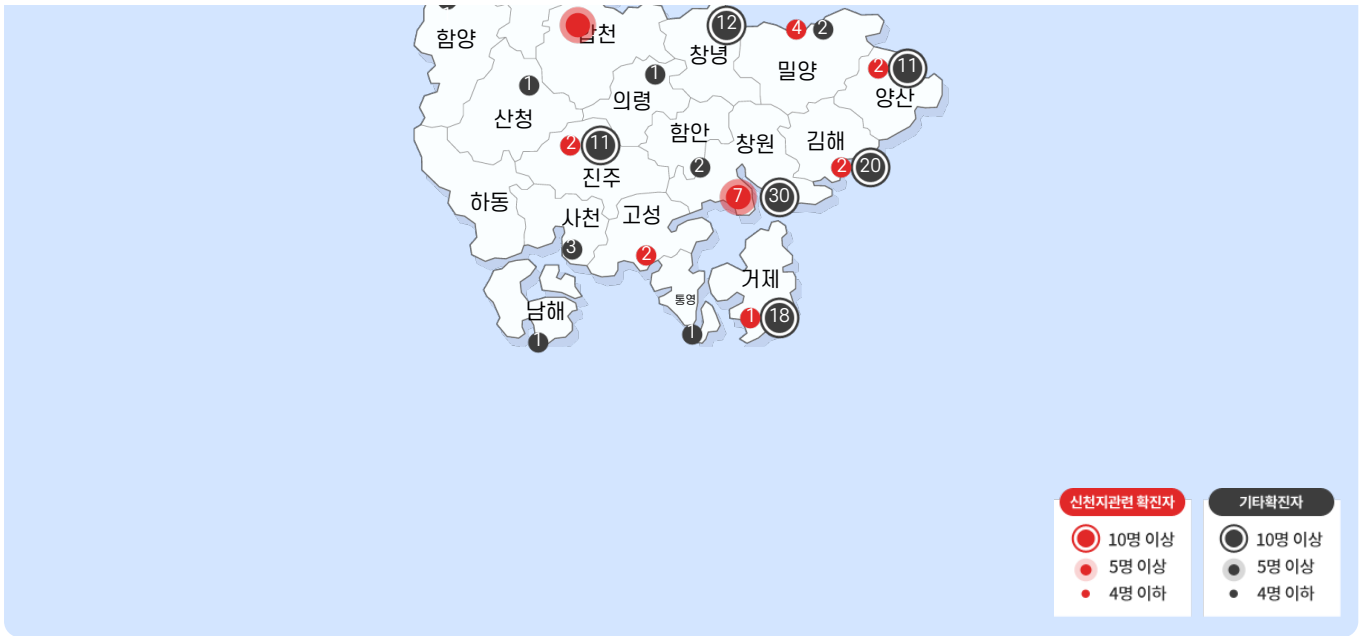 12
4 2
함양
합천
창녕
2 11
밀양
1
1
양산
의령
산청
함안
창원
김해
2 11
2
2 20
진주
7 30
하동
사천
고성
3
2
거제
통영
남해
1 18
1
1
신천지관련 확진자
10명 이상
5명 이상
4명 이하
기타확진자
10명 이상
5명 이상
4명 이하